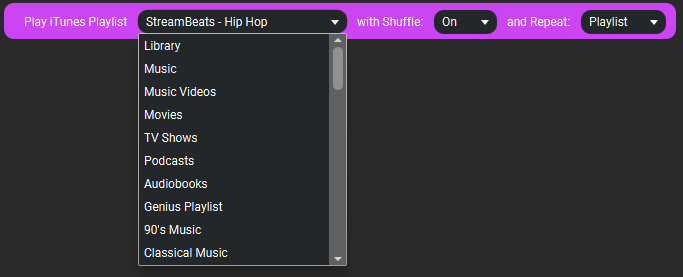 Play iTunes Playlist StreamBeats - Hip Hop with Shuffle: On and Repeat: Playlist
Library
Music
Music Videos
Movies
TV Shows
Podcasts
Audiobooks
Genius Playlist
90's Music
Classical Music